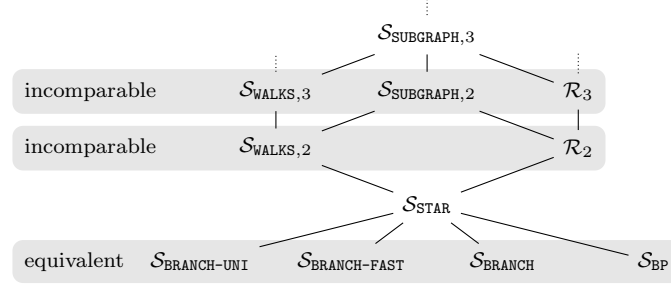 S_SUBGRAPH,3
incomparable S_WALKS,3 S_SUBGRAPH,2 R_3
incomparable S_WALKS,2 R_2
S_STAR
equivalent S_BRANCH-UNI S_BRANCH-FAST S_BRANCH S_BP